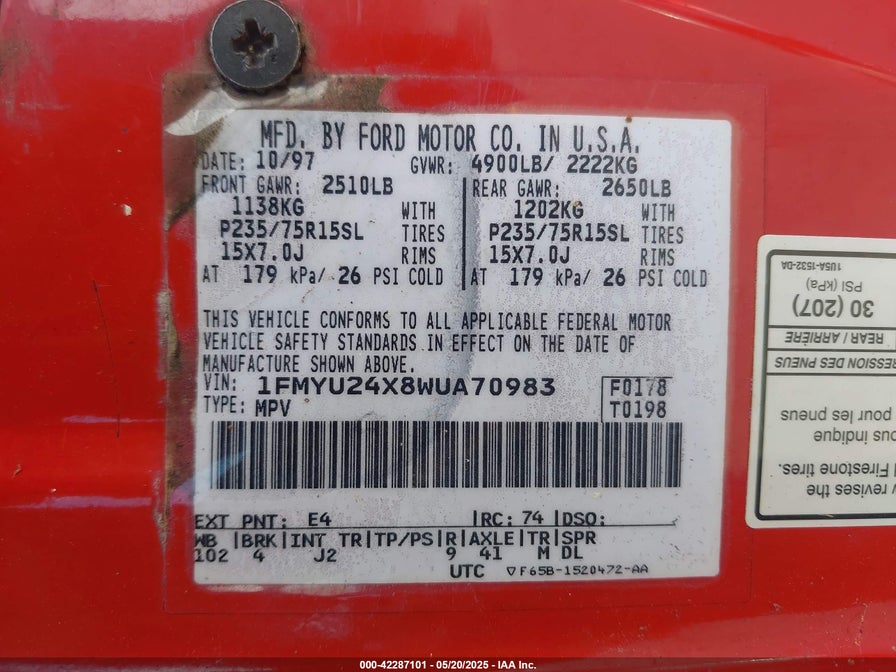 MFD. BY FORD MOTOR CO. IN U.S.A.
DATE: 10/97 GVWR: 4900LB/ 2222KG
FRONT GAWR: 2510LB REAR GAWR: 2650LB
1138KG WITH 1202KG WITH
P235/75R15SL TIRES P235/75R15SL TIRES
15X7.0J RIMS 15X7.0J RIMS
AT 179 kPa/ 26 PSI COLD AT 179 kPa/ 26 PSI COLD
THIS VEHICLE CONFORMS TO ALL APPLICABLE FEDERAL MOTOR
VEHICLE SAFETY STANDARDS IN EFFECT ON THE DATE OF
MANUFACTURE SHOWN ABOVE.
VIN: 1FMYU24X8WUA70983 F0178
TYPE: MPV T0198
EXT PNT: E4 RC: 74 DSO:
WB BRK INT TR TP/PS R AXLE TR SPR
102 4 J2 9 41 M DL
UTC ▽F65B-1520472-AA
w revises the
Firestone tires.
ous indique
pour les pneus
SSION DES PNEUS
REAR / ARRIÈRE
30 (207)
PSI (kPa)
1U5A-1532-DA
000-42287101 — 05/20/2025 — IAA Inc.